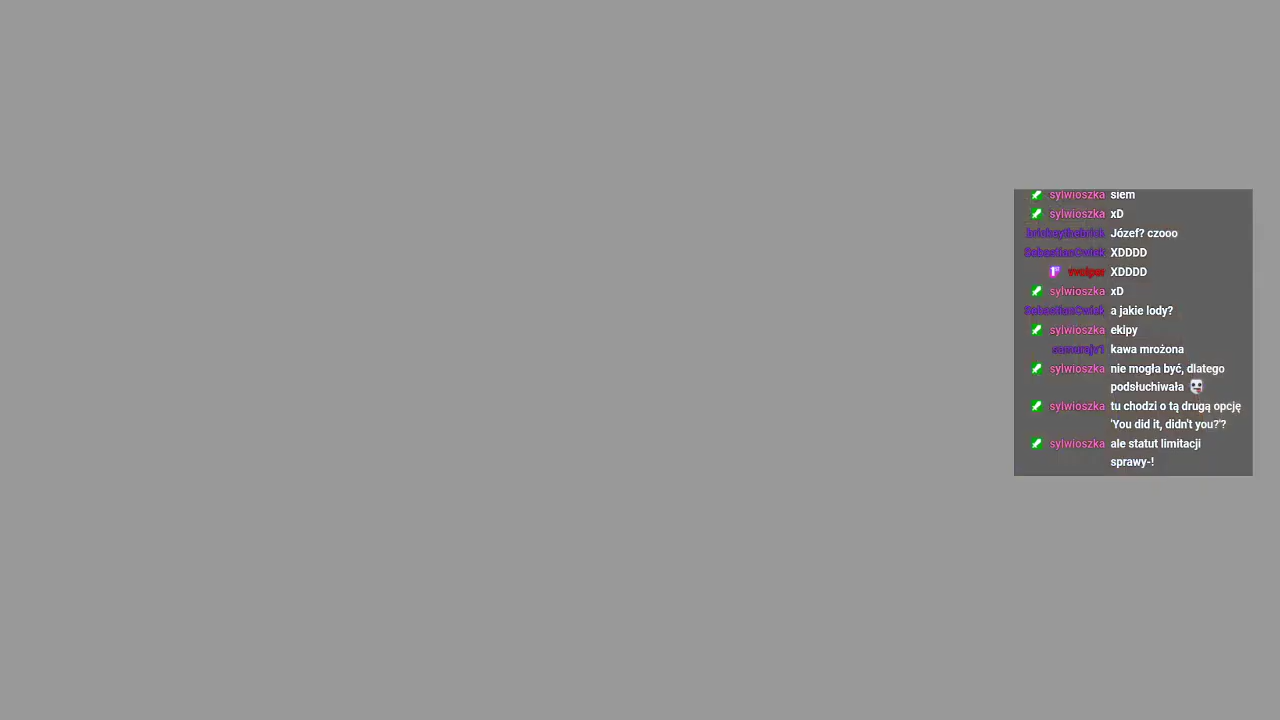 sylwioszka siem
sylwioszka xD
brickeythebrick Józef? czooo
XDDDD
XDDDD
sylwioszka xD
a jakie lody?
sylwioszka ekipy
kawa mrożona
sylwioszka nie mogła być, dlatego
podsłuchiwała
sylwioszka tu chodzi o tą drugą opcję
'You did it, didn't you?'?
sylwioszka ale statut limitacji
sprawy-!